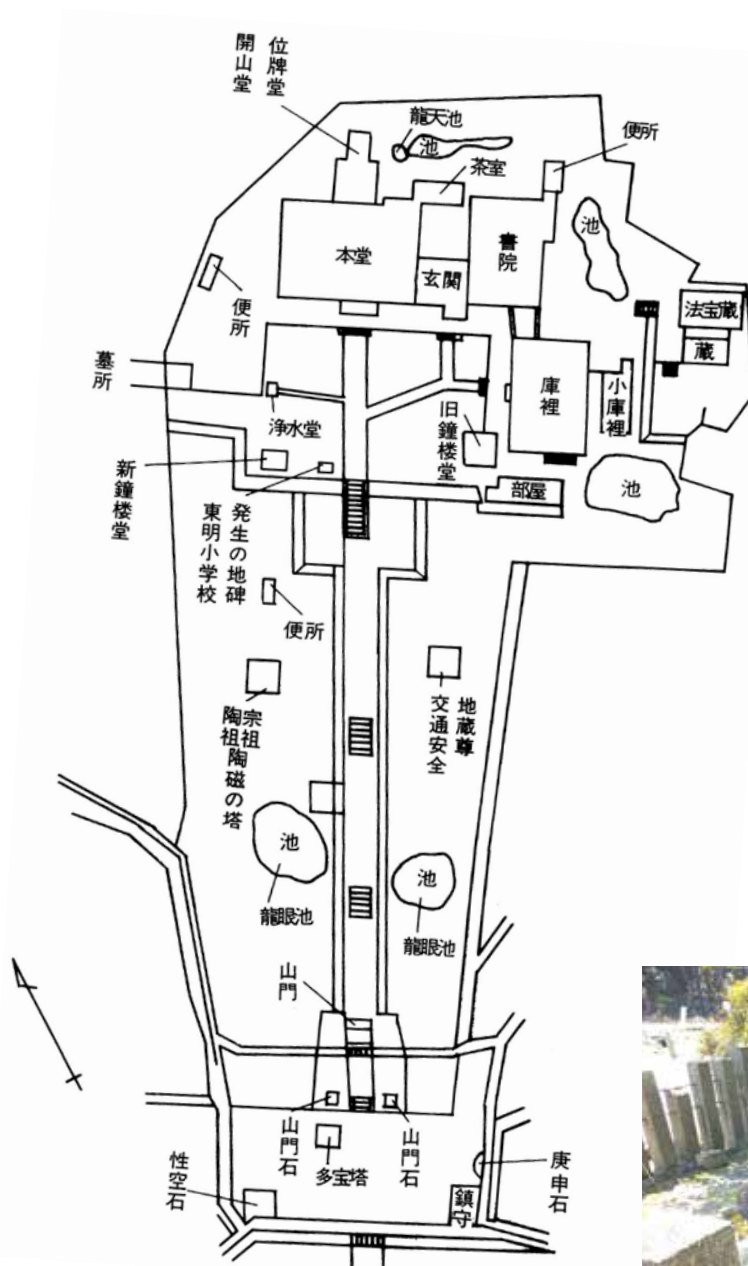 位牌堂
開山堂
龍天池
池
便所
茶室
本堂
玄関
書院
池
法宝蔵
蔵
便所
墓所
浄水堂
旧鐘楼堂
庫裡
小庫裡
池
部屋
新鐘楼堂
発生の地碑
東明小学校
便所
宗祖
陶祖陶磁の塔
地蔵尊
交通安全
池
龍眼池
池
龍眼池
山門
山門石
山門石
多宝塔
性空石
鎮守
庚申石